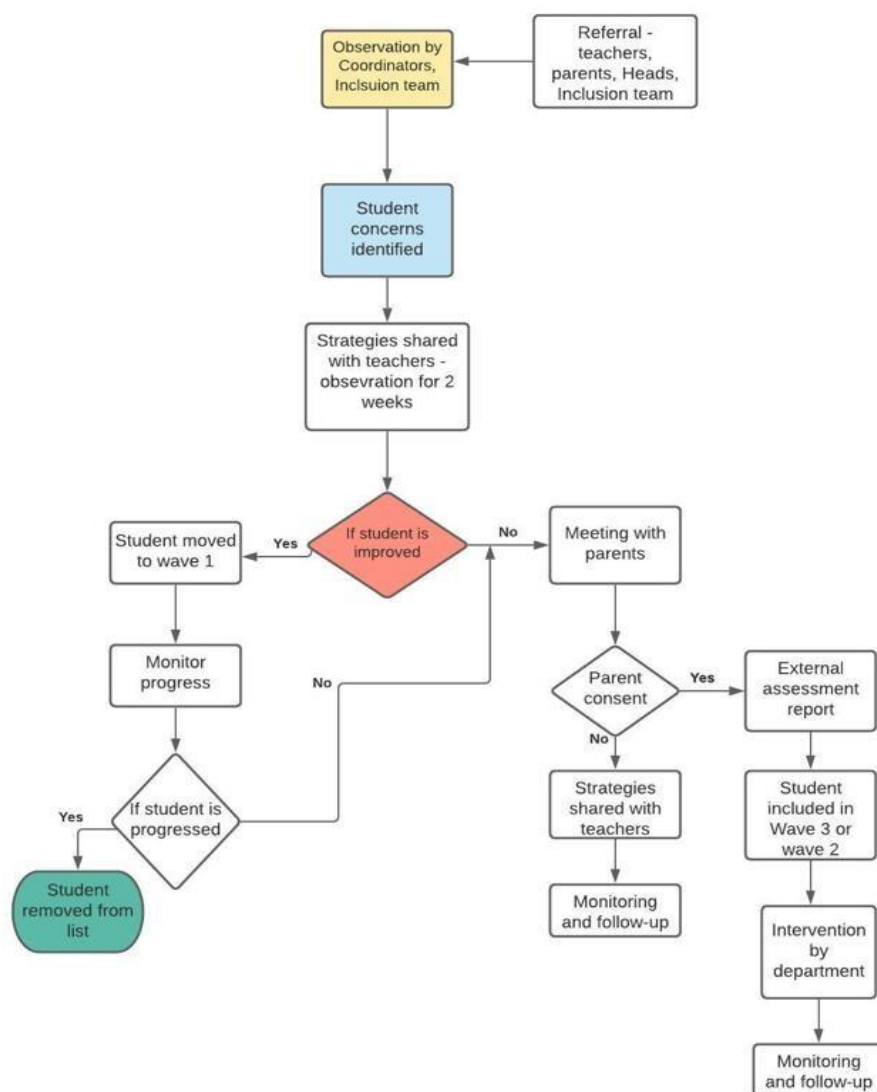 Observation by
Coordinators,
Inclsuion team
Referral -
teachers,
parents, Heads,
Inclusion team
Student
concerns
identified
Strategies shared
with teachers -
obsevration for 2
weeks
If student is
improved
Yes
No
Student moved
to wave 1
Meeting with
parents
Monitor
progress
No
Parent
consent
Yes
No
External
assessment
report
If student is
progressed
Yes
Strategies
shared with
teachers
Student
included in
Wave 3 or
wave 2
Student
removed from
list
Monitoring
and follow-up
Intervention
by
department
Monitoring
and follow-up